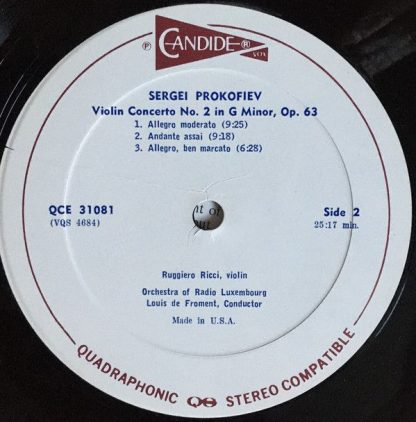 ℗ CANDIDE®
VOX
SERGEI PROKOFIEV
Violin Concerto No. 2 in G Minor, Op. 63
1. Allegro moderato (9:25)
2. Andante assai (9:18)
3. Allegro, ben marcato (6:28)
QCE 31081
(VQS 4684)
Side 2
25:17 min.
Ruggiero Ricci, violin
Orchestra of Radio Luxembourg
Louis de Froment, Conductor
Made in U.S.A.
QUADRAPHONIC QS STEREO COMPATIBLE